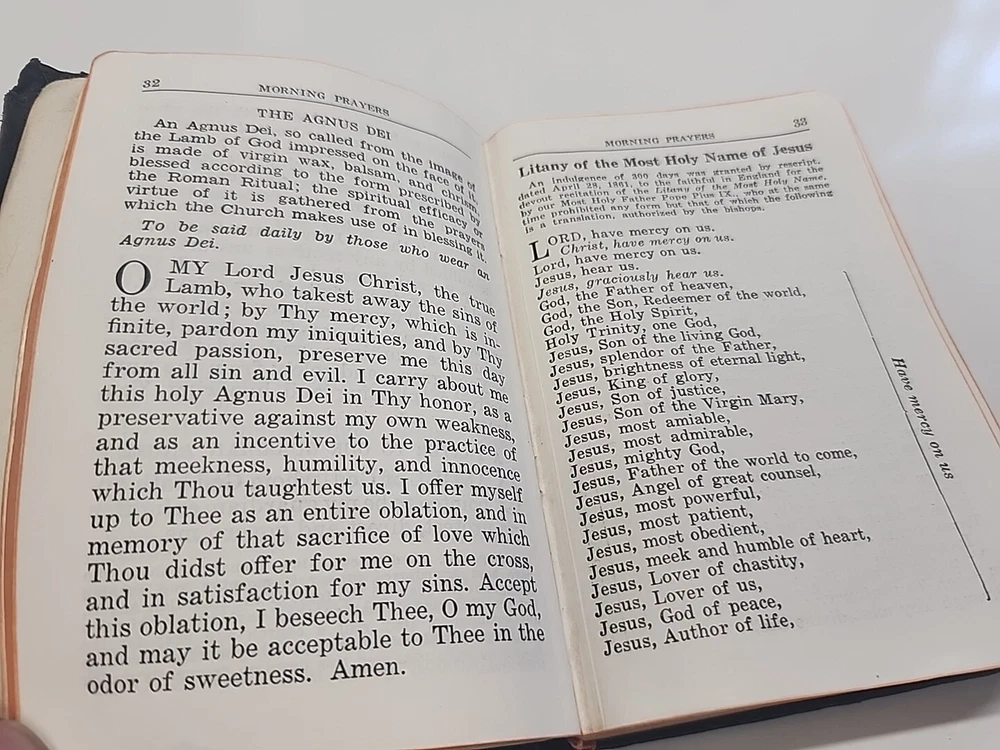 32
MORNING PRAYERS
THE AGNUS DEI
An Agnus Dei, so called from the image of
the Lamb of God impressed on the face of it,
is made of virgin wax, balsam, and chrism,
blessed according to the form prescribed by
the Roman Ritual; the spiritual efficacy or
virtue of it is gathered from the prayers
which the Church makes use of in blessing it.
To be said daily by those who wear an
Agnus Dei.
O MY Lord Jesus Christ, the true
Lamb, who takest away the sins of
the world; by Thy mercy, which is in-
finite, pardon my iniquities, and by Thy
sacred passion, preserve me this day
from all sin and evil. I carry about me
this holy Agnus Dei in Thy honor, as a
preservative against my own weakness,
and as an incentive to the practice of
that meekness, humility, and innocence
which Thou taughtest us. I offer myself
up to Thee as an entire oblation, and in
memory of that sacrifice of love which
Thou didst offer for me on the cross,
and in satisfaction for my sins. Accept
this oblation, I beseech Thee, O my God,
and may it be acceptable to Thee in the
odor of sweetness. Amen.
MORNING PRAYERS
33
Litany of the Most Holy Name of Jesus
An indulgence of 300 days was granted by rescript,
dated April 28, 1861, to the faithful in England for the
devout recitation of the Litany of the Most Holy Name,
by our Most Holy Father Pope Pius IX., who at the same
time prohibited any form but that of which the following
is a translation, authorized by the bishops.
LORD, have mercy on us.
Christ, have mercy on us.
Lord, have mercy on us.
Jesus, hear us.
Jesus, graciously hear us.
God, the Father of heaven,
God, the Son, Redeemer of the world,
God, the Holy Spirit,
Holy Trinity, one God,
Jesus, Son of the living God,
Jesus, splendor of the Father,
Jesus, brightness of eternal light,
Jesus, King of glory,
Jesus, Son of justice,
Jesus, Son of the Virgin Mary,
Jesus, most amiable,
Jesus, most admirable,
Jesus, mighty God,
Jesus, Father of the world to come,
Jesus, Angel of great counsel,
Jesus, most powerful,
Jesus, most patient,
Jesus, most obedient,
Jesus, meek and humble of heart,
Jesus, Lover of chastity,
Jesus, Lover of us,
Jesus, God of peace,
Jesus, Author of life,
Have mercy on us